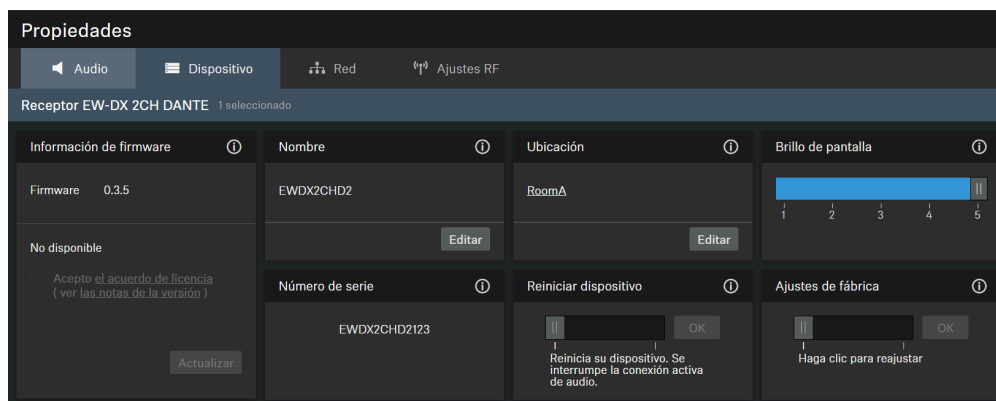 Propiedades
Audio
Dispositivo
Red
Ajustes RF
Receptor EW-DX 2CH DANTE 1 seleccionado
Información de firmware
Firmware 0.3.5
No disponible
Acepto el acuerdo de licencia
( ver las notas de la versión )
Actualizar
Nombre
EWDX2CHD2
Editar
Ubicación
RoomA
Editar
Brillo de pantalla
1 2 3 4 5
Número de serie
EWDX2CHD2123
Reiniciar dispositivo
OK
Reinicia su dispositivo. Se
interrumpe la conexión activa
de audio.
Ajustes de fábrica
OK
Haga clic para reajustar